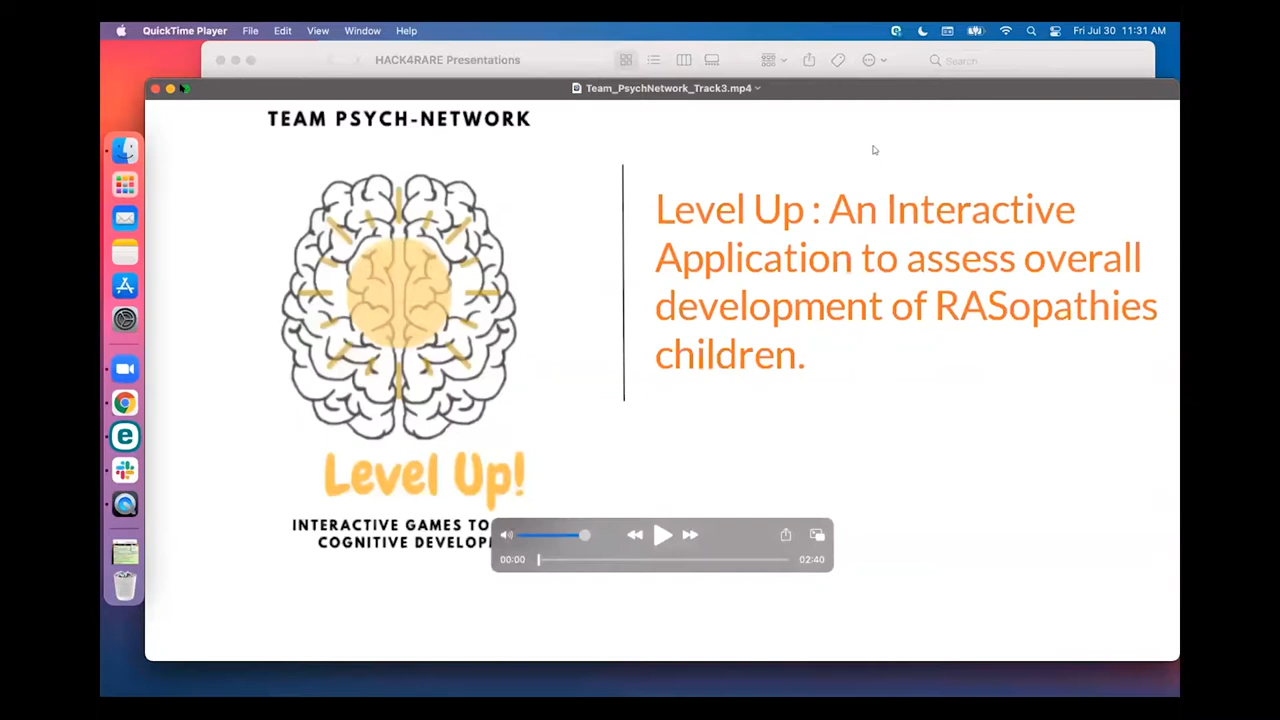 QuickTime Player File Edit View Window Help Fri Jul 30 11:31 AM
HACK4RARE Presentations Search
Team_PsychNetwork_Track3.mp4
TEAM PSYCH-NETWORK
Level Up : An Interactive
Application to assess overall
development of RASopathies
children.
Level Up!
INTERACTIVE GAMES TO
COGNITIVE DEVELOP
00:00 02:40